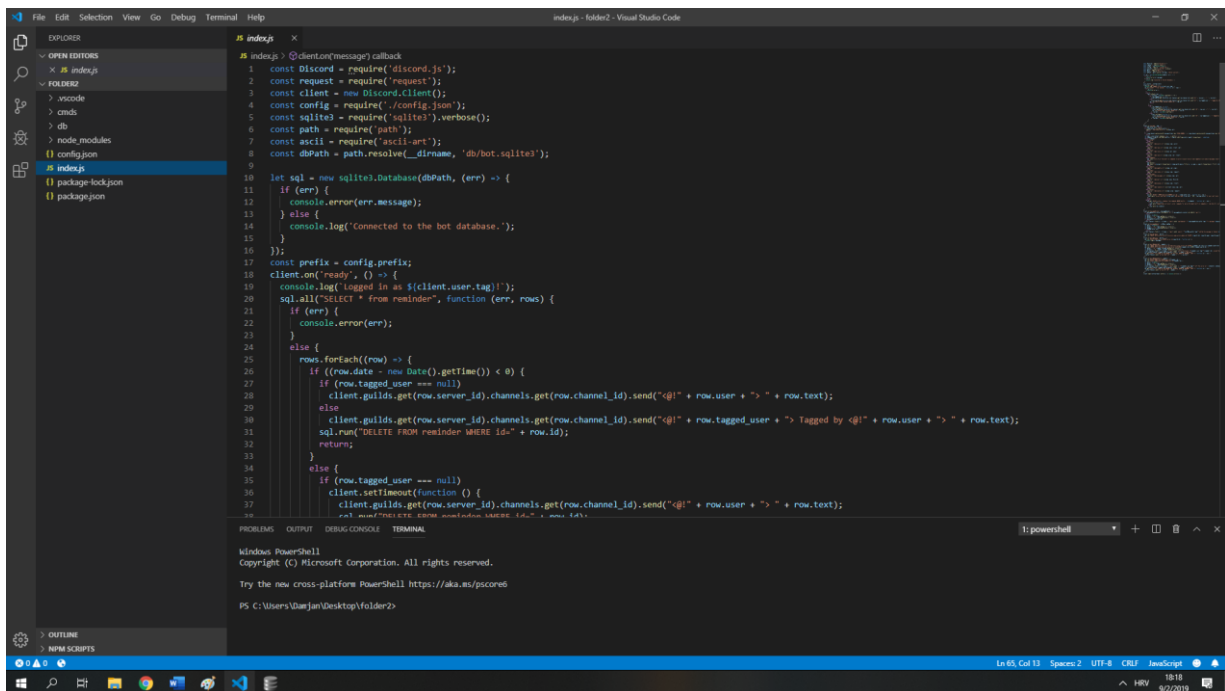 File Edit Selection View Go Debug Terminal Help
index.js - folder2 - Visual Studio Code
EXPLORER
OPEN EDITORS
JS index.js
FOLDER2
.vscode
cmds
db
node_modules
{} config.json
JS index.js
{} package-lock.json
{} package.json
OUTLINE
NPM SCRIPTS
JS index.js ×
JS index.js > client.on('message') callback
1 const Discord = require('discord.js');
2 const request = require('request');
3 const client = new Discord.Client();
4 const config = require('./config.json');
5 const sqlite3 = require('sqlite3').verbose();
6 const path = require('path');
7 const ascii = require('ascii-art');
8 const dbPath = path.resolve(__dirname, 'db/bot.sqlite3');
9
10 let sql = new sqlite3.Database(dbPath, (err) => {
11 if (err) {
12 console.error(err.message);
13 } else {
14 console.log('Connected to the bot database.');
15 }
16 });
17 const prefix = config.prefix;
18 client.on('ready', () => {
19 console.log(`Logged in as ${client.user.tag}!`);
20 sql.all("SELECT * from reminder", function (err, rows) {
21 if (err) {
22 console.error(err);
23 }
24 else {
25 rows.forEach((row) => {
26 if ((row.date - new Date().getTime()) < 0) {
27 if (row.tagged_user === null)
28 client.guilds.get(row.server_id).channels.get(row.channel_id).send("<@!" + row.user + "> " + row.text);
29 else
30 client.guilds.get(row.server_id).channels.get(row.channel_id).send("<@!" + row.tagged_user + "> Tagged by <@!" + row.user + "> " + row.text);
31 sql.run("DELETE FROM reminder WHERE id=" + row.id);
32 return;
33 }
34 else {
35 if (row.tagged_user === null)
36 client.setTimeout(function () {
37 client.guilds.get(row.server_id).channels.get(row.channel_id).send("<@!" + row.user + "> " + row.text);
38 sql.run("DELETE FROM reminder WHERE id=" + row.id);
PROBLEMS OUTPUT DEBUG CONSOLE TERMINAL
1: powershell
Windows PowerShell
Copyright (C) Microsoft Corporation. All rights reserved.
Try the new cross-platform PowerShell https://aka.ms/pscore6
PS C:\Users\Damjan\Desktop\folder2>
0 0
Ln 65, Col 13 Spaces: 2 UTF-8 CRLF JavaScript
HRV
18:18
9/2/2019